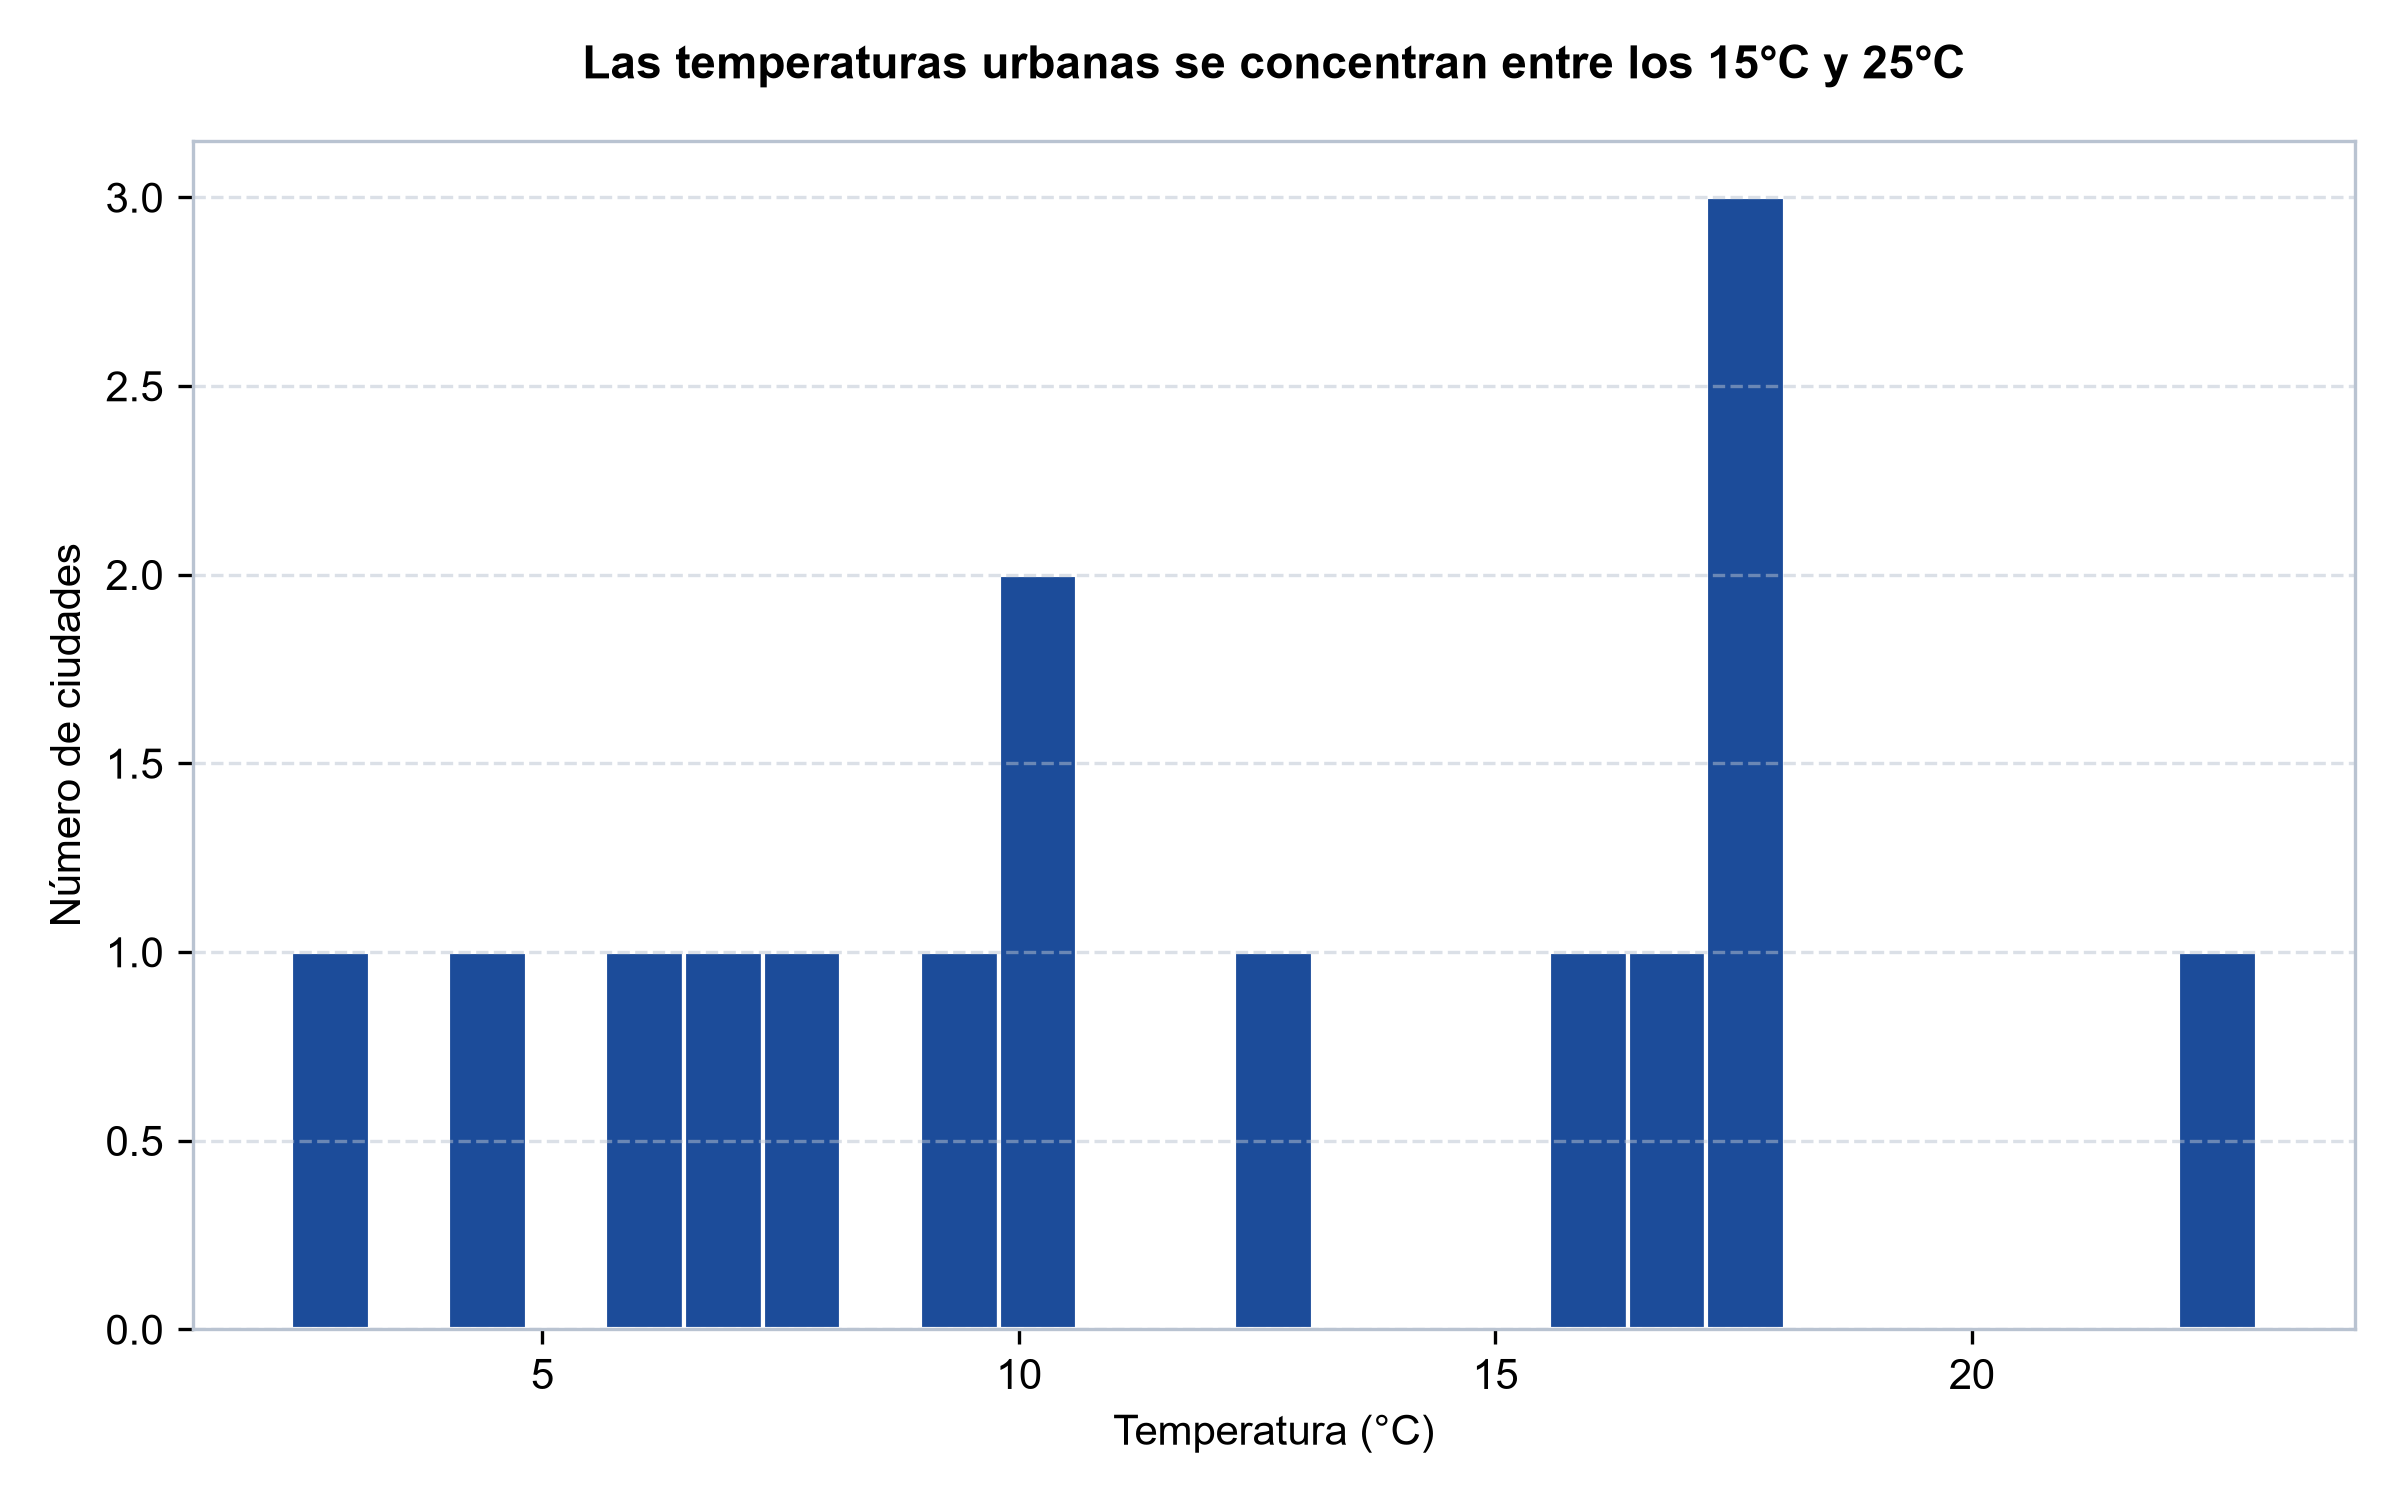 Las temperaturas urbanas se concentran entre los 15°C y 25°C
3.0
2.5
2.0
1.5
1.0
0.5
0.0
Número de ciudades
5 10 15 20
Temperatura (°C)